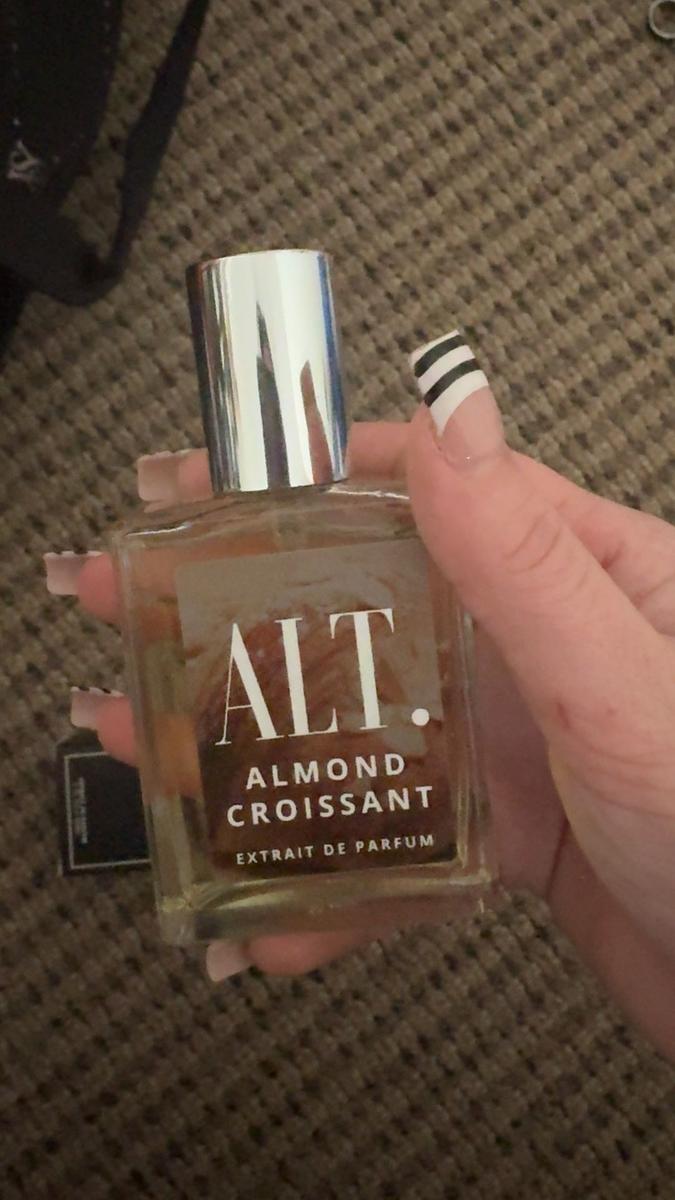 ALT.
ALMOND
CROISSANT
EXTRAIT DE PARFUM